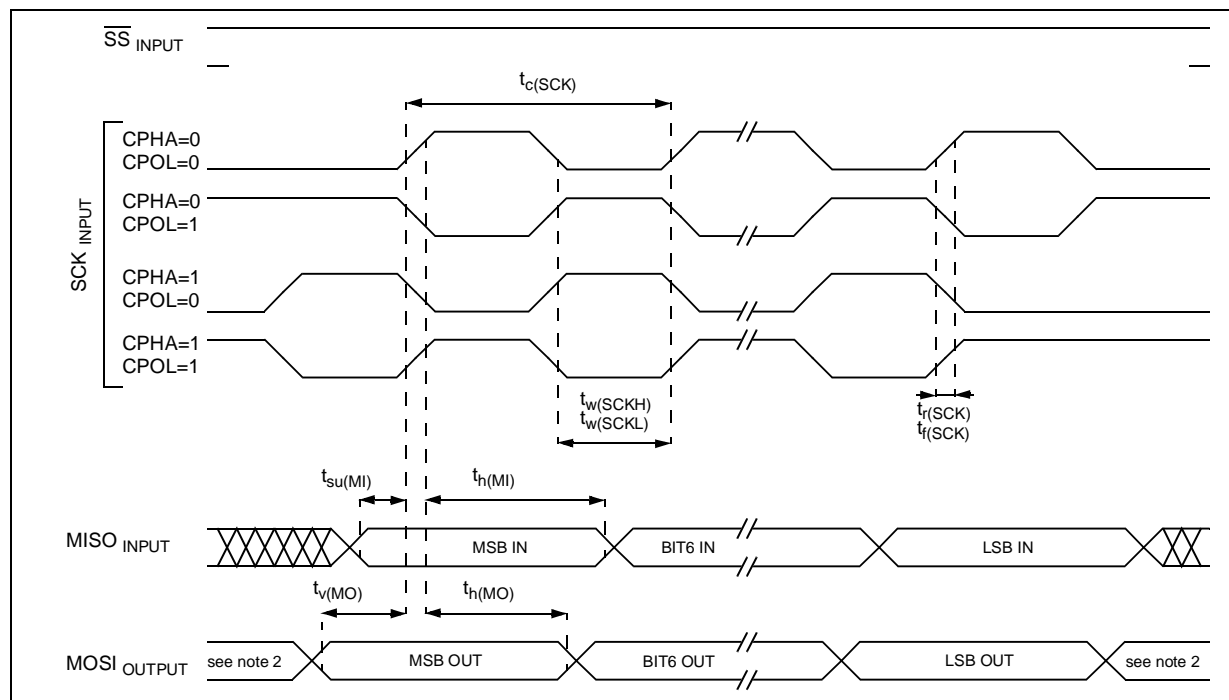 SS INPUT
tc(SCK)
SCK INPUT
CPHA=0
CPOL=0
CPHA=0
CPOL=1
CPHA=1
CPOL=0
CPHA=1
CPOL=1
tw(SCKH)
tw(SCKL)
tr(SCK)
tf(SCK)
tsu(MI)
th(MI)
MISO INPUT
MSB IN
BIT6 IN
LSB IN
tv(MO)
th(MO)
MOSI OUTPUT
see note 2
MSB OUT
BIT6 OUT
LSB OUT
see note 2